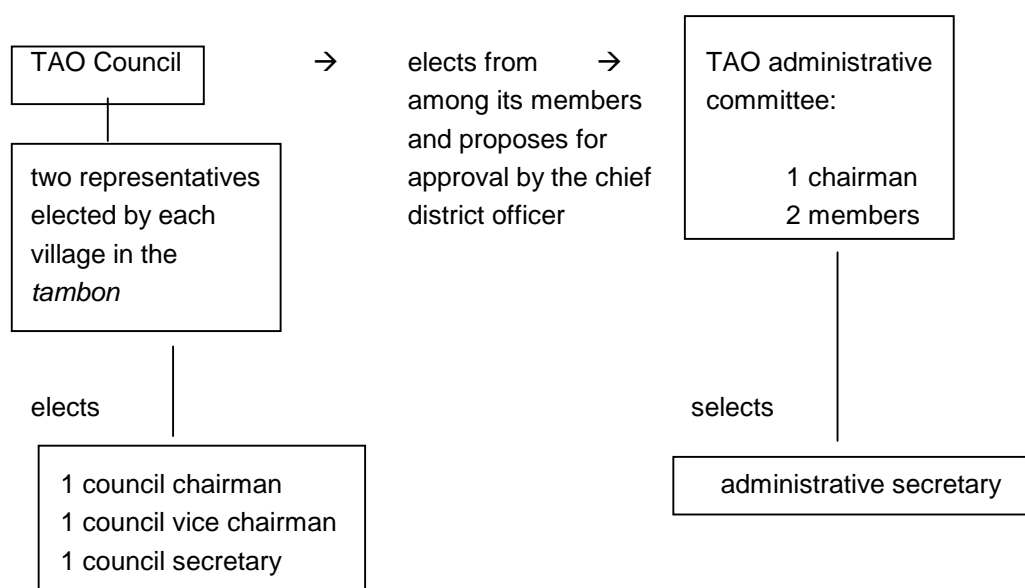 TAO Council
→
elects from →
among its members
and proposes for
approval by the chief
district officer
TAO administrative
committee:
1 chairman
2 members
two representatives
elected by each
village in the
tambon
elects
selects
1 council chairman
1 council vice chairman
1 council secretary
administrative secretary